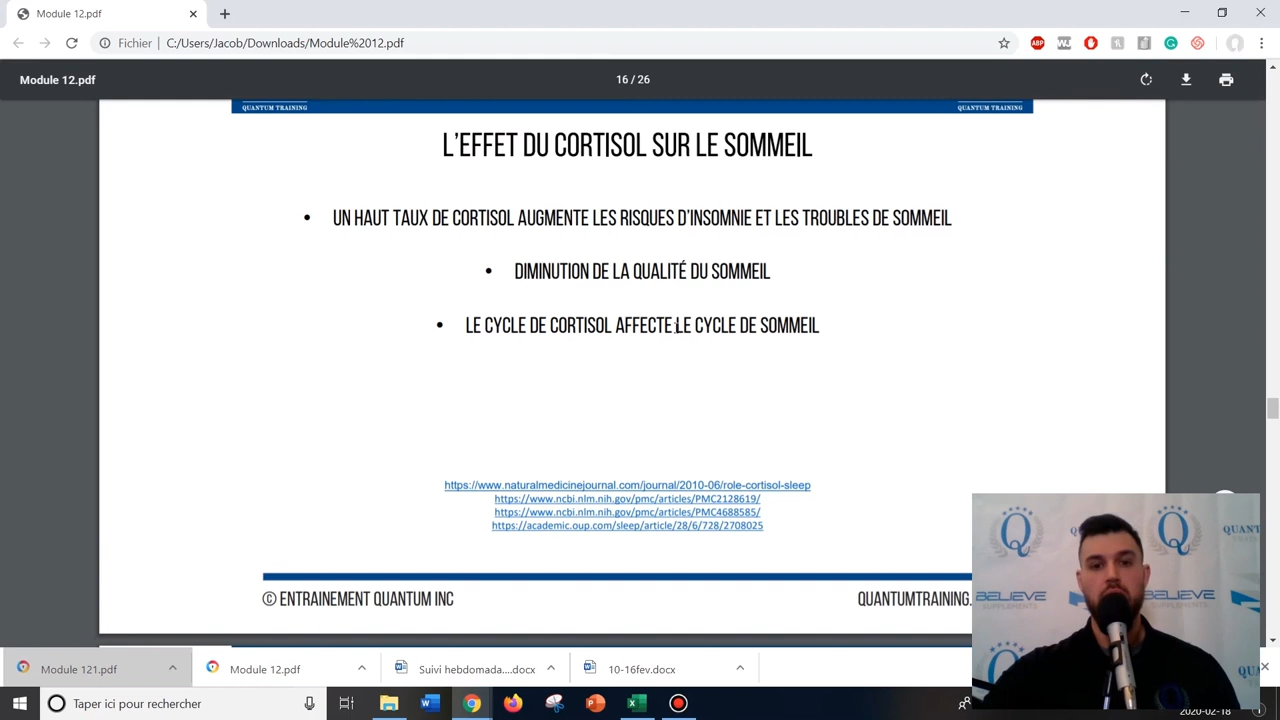 Module 12.pdf
Fichier
C:/Users/Jacob/Downloads/Module%2012.pdf
Module 12.pdf
16 / 26
QUANTUM TRAINING
QUANTUM TRAINING
L'EFFET DU CORTISOL SUR LE SOMMEIL
• UN HAUT TAUX DE CORTISOL AUGMENTE LES RISQUES D'INSOMNIE ET LES TROUBLES DE SOMMEIL
• DIMINUTION DE LA QUALITÉ DU SOMMEIL
• LE CYCLE DE CORTISOL AFFECTE LE CYCLE DE SOMMEIL
https://www.naturalmedicinejournal.com/journal/2010-06/role-cortisol-sleep
https://www.ncbi.nlm.nih.gov/pmc/articles/PMC2128619/
https://www.ncbi.nlm.nih.gov/pmc/articles/PMC4688585/
https://academic.oup.com/sleep/article/28/6/728/2708025
© ENTRAINEMENT QUANTUM INC
QUANTUMTRAINING.
QUANT
BELIEVE
SUPPLEMENTS
BELIEVE
SUPPLEMENTS
Module 121.pdf
Module 12.pdf
Suivi hebdomada....docx
10-16fev.docx
Taper ici pour rechercher
2020-02-18